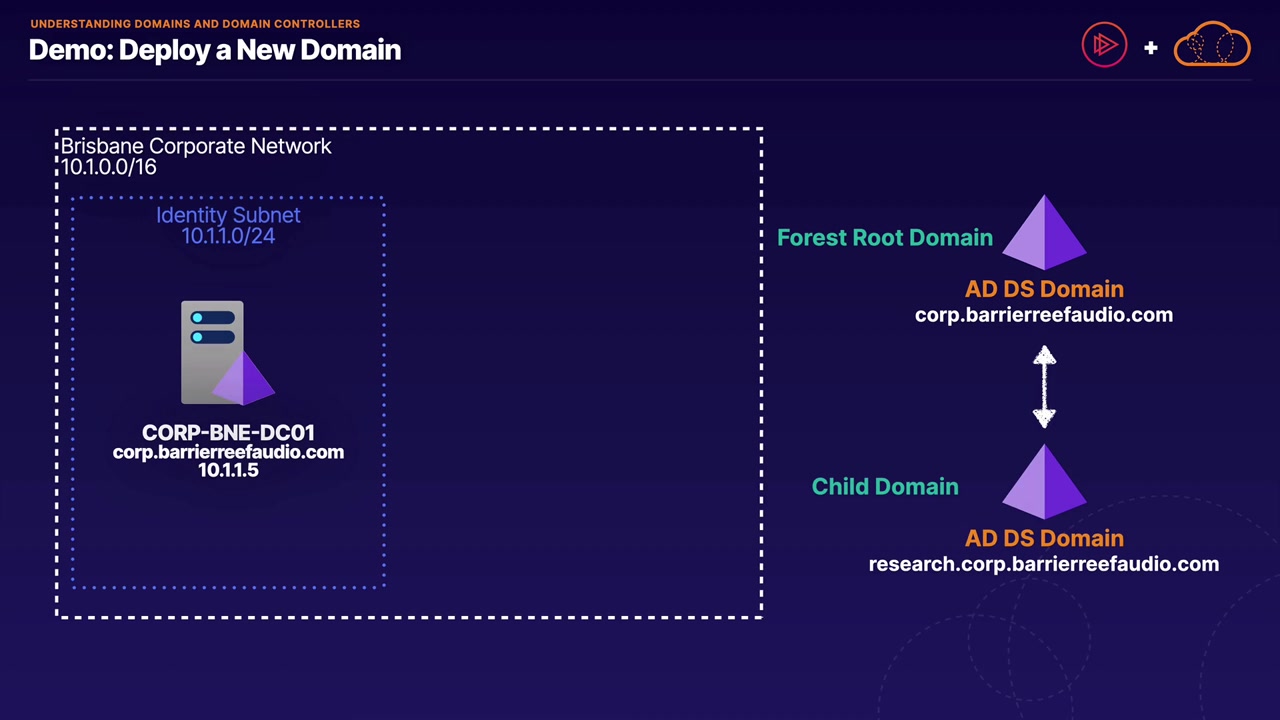 UNDERSTANDING DOMAINS AND DOMAIN CONTROLLERS
Demo: Deploy a New Domain
+
Brisbane Corporate Network
10.1.0.0/16
Identity Subnet
10.1.1.0/24
CORP-BNE-DC01
corp.barrierreefaudio.com
10.1.1.5
Forest Root Domain
AD DS Domain
corp.barrierreefaudio.com
Child Domain
AD DS Domain
research.corp.barrierreefaudio.com